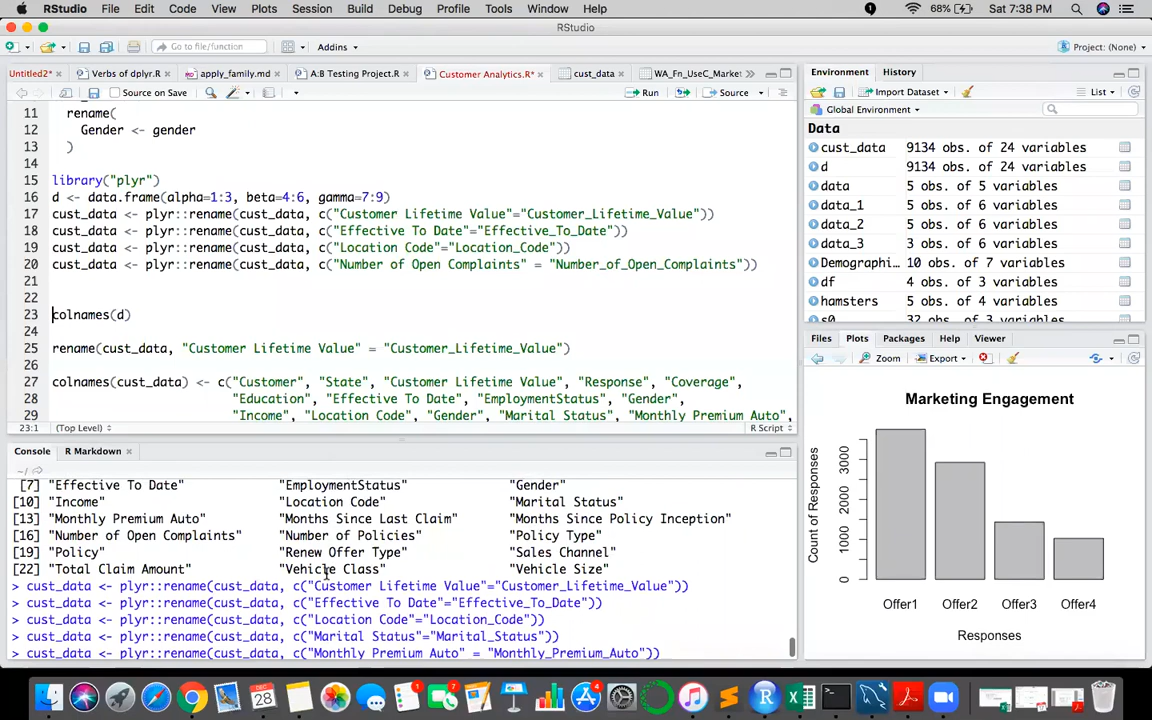 RStudio File Edit Code View Plots Session Build Debug Profile Tools Window Help 68% Sat 7:38 PM
RStudio
Go to file/function Addins Project: (None)
Untitled2* Verbs of dplyr.R apply_family.md A:B Testing Project.R Customer Analytics.R* cust_data WA_Fn_UseC_Market
Source on Save Run Source
11 rename(
12 Gender <- gender
13 )
14
15 library("plyr")
16 d <- data.frame(alpha=1:3, beta=4:6, gamma=7:9)
17 cust_data <- plyr::rename(cust_data, c("Customer Lifetime Value"="Customer_Lifetime_Value"))
18 cust_data <- plyr::rename(cust_data, c("Effective To Date"="Effective_To_Date"))
19 cust_data <- plyr::rename(cust_data, c("Location Code"="Location_Code"))
20 cust_data <- plyr::rename(cust_data, c("Number of Open Complaints" = "Number_of_Open_Complaints"))
21
22
23 colnames(d)
24
25 rename(cust_data, "Customer Lifetime Value" = "Customer_Lifetime_Value")
26
27 colnames(cust_data) <- c("Customer", "State", "Customer Lifetime Value", "Response", "Coverage",
28 "Education", "Effective To Date", "EmploymentStatus", "Gender",
29 "Income", "Location Code", "Gender", "Marital Status", "Monthly Premium Auto",
23:1 (Top Level) R Script
Console R Markdown
~/
[7] "Effective To Date" "EmploymentStatus" "Gender"
[10] "Income" "Location Code" "Marital Status"
[13] "Monthly Premium Auto" "Months Since Last Claim" "Months Since Policy Inception"
[16] "Number of Open Complaints" "Number of Policies" "Policy Type"
[19] "Policy" "Renew Offer Type" "Sales Channel"
[22] "Total Claim Amount" "Vehicle Class" "Vehicle Size"
> cust_data <- plyr::rename(cust_data, c("Customer Lifetime Value"="Customer_Lifetime_Value"))
> cust_data <- plyr::rename(cust_data, c("Effective To Date"="Effective_To_Date"))
> cust_data <- plyr::rename(cust_data, c("Location Code"="Location_Code"))
> cust_data <- plyr::rename(cust_data, c("Marital Status"="Marital_Status"))
> cust_data <- plyr::rename(cust_data, c("Monthly Premium Auto" = "Monthly_Premium_Auto"))
Environment History
Import Dataset List
Global Environment
Data
cust_data 9134 obs. of 24 variables
d 9134 obs. of 24 variables
data 5 obs. of 5 variables
data_1 5 obs. of 6 variables
data_2 5 obs. of 6 variables
data_3 3 obs. of 6 variables
Demographi… 10 obs. of 7 variables
df 4 obs. of 3 variables
hamsters 5 obs. of 4 variables
s0 32 obs. of 3 variables
Files Plots Packages Help Viewer
Zoom Export
Marketing Engagement
Count of Responses
3000
2000
1000
0
Offer1 Offer2 Offer3 Offer4
Responses
DEC
28